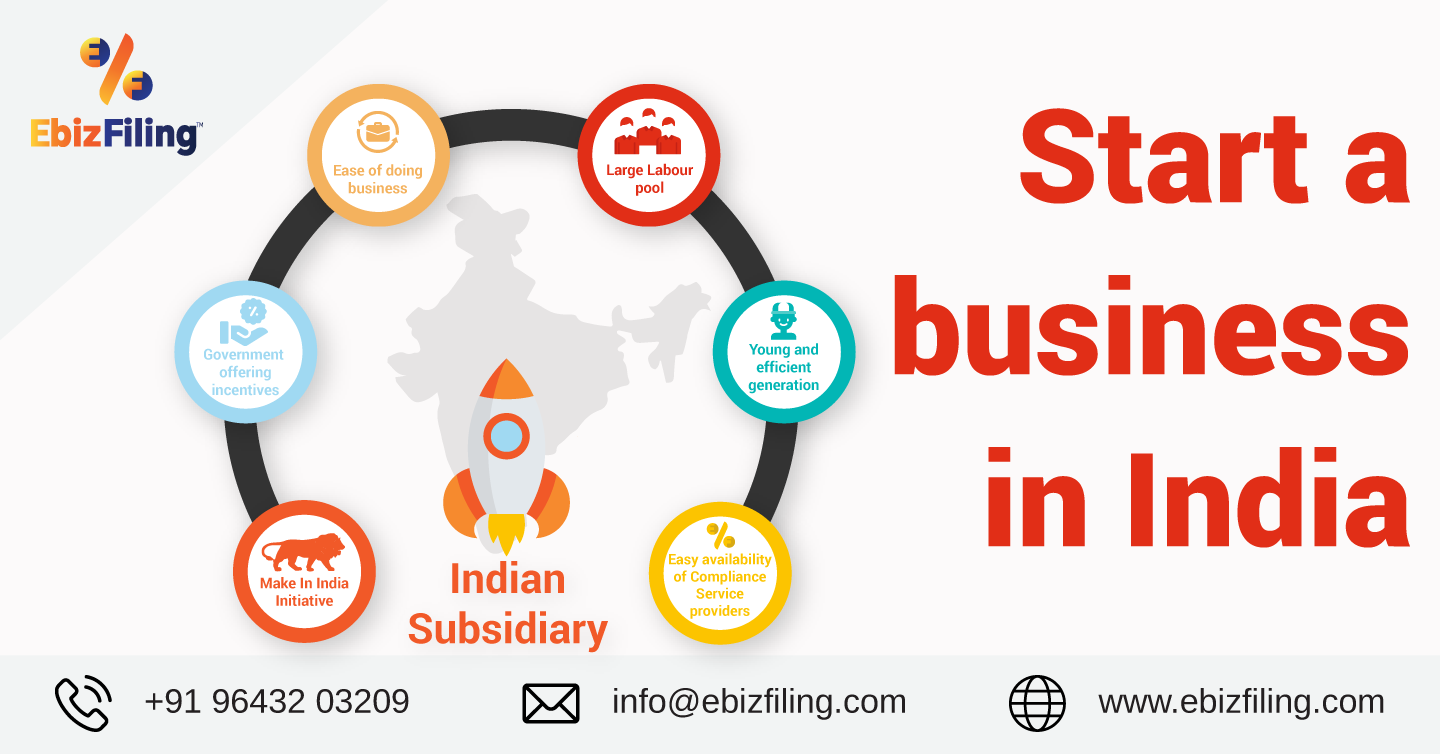 E
F
EbizFiling™
Ease of doing
business
Large Labour
pool
Government
offering
incentives
Young and
efficient
generation
Make In India
Initiative
Easy availability
of Compliance
Service
providers
Indian
Subsidiary
Start a
business
in India
+91 96432 03209
info@ebizfiling.com
www.ebizfiling.com